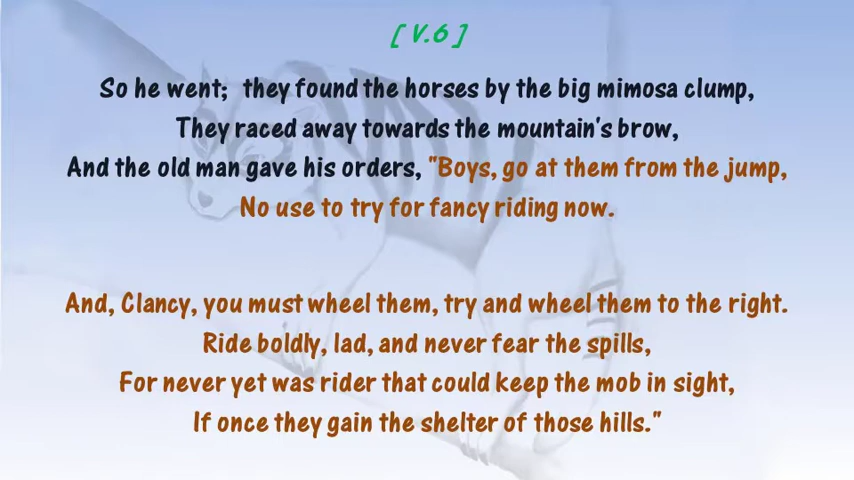 [ V.6 ]
So he went; they found the horses by the big mimosa clump,
They raced away towards the mountain's brow,
And the old man gave his orders, "Boys, go at them from the jump,
No use to try for fancy riding now.
And, Clancy, you must wheel them, try and wheel them to the right.
Ride boldly, lad, and never fear the spills,
For never yet was rider that could keep the mob in sight,
If once they gain the shelter of those hills."